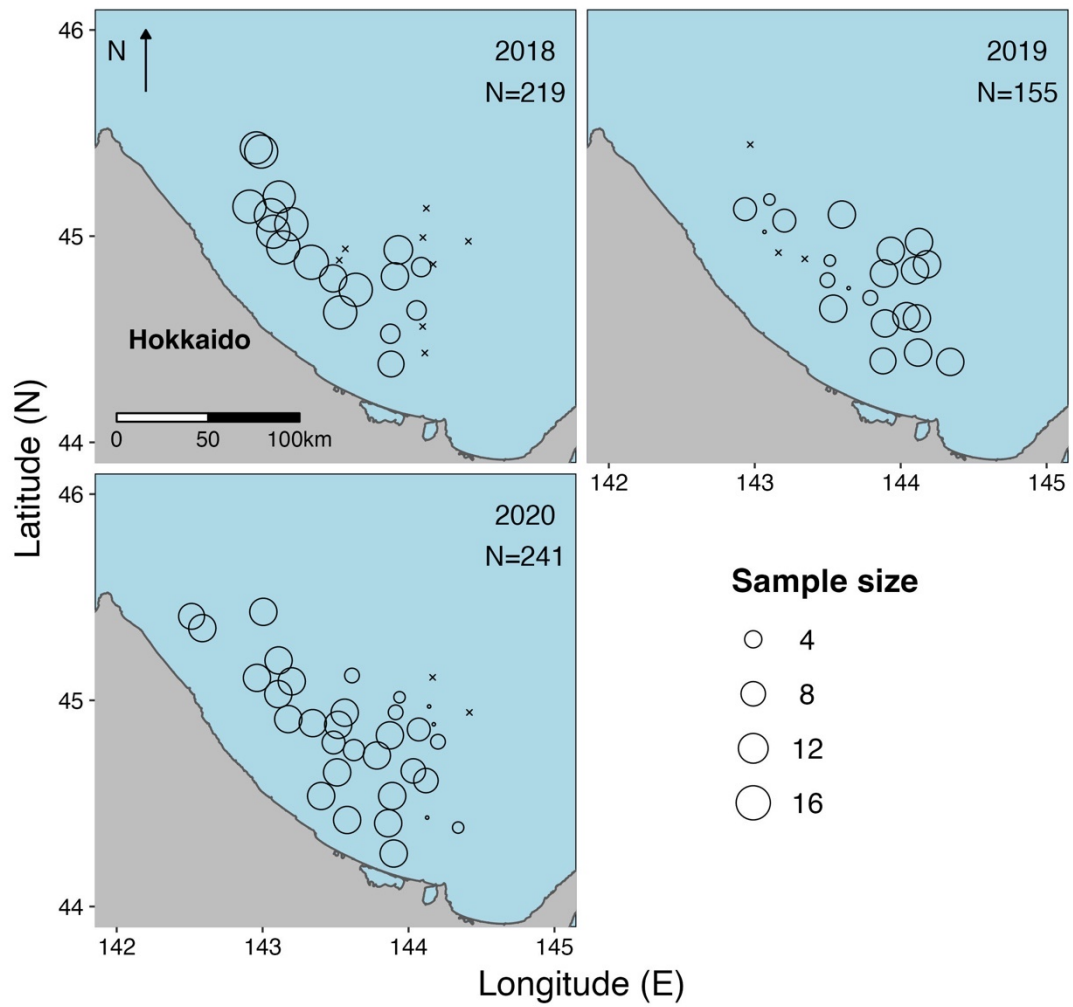 46
N
2018
N=219
2019
N=155
45
Hokkaido
0 50 100km
44
142 143 144 145
Latitude (N)
46
2020
N=241
Sample size
4
8
45
12
16
44
142 143 144 145
Longitude (E)